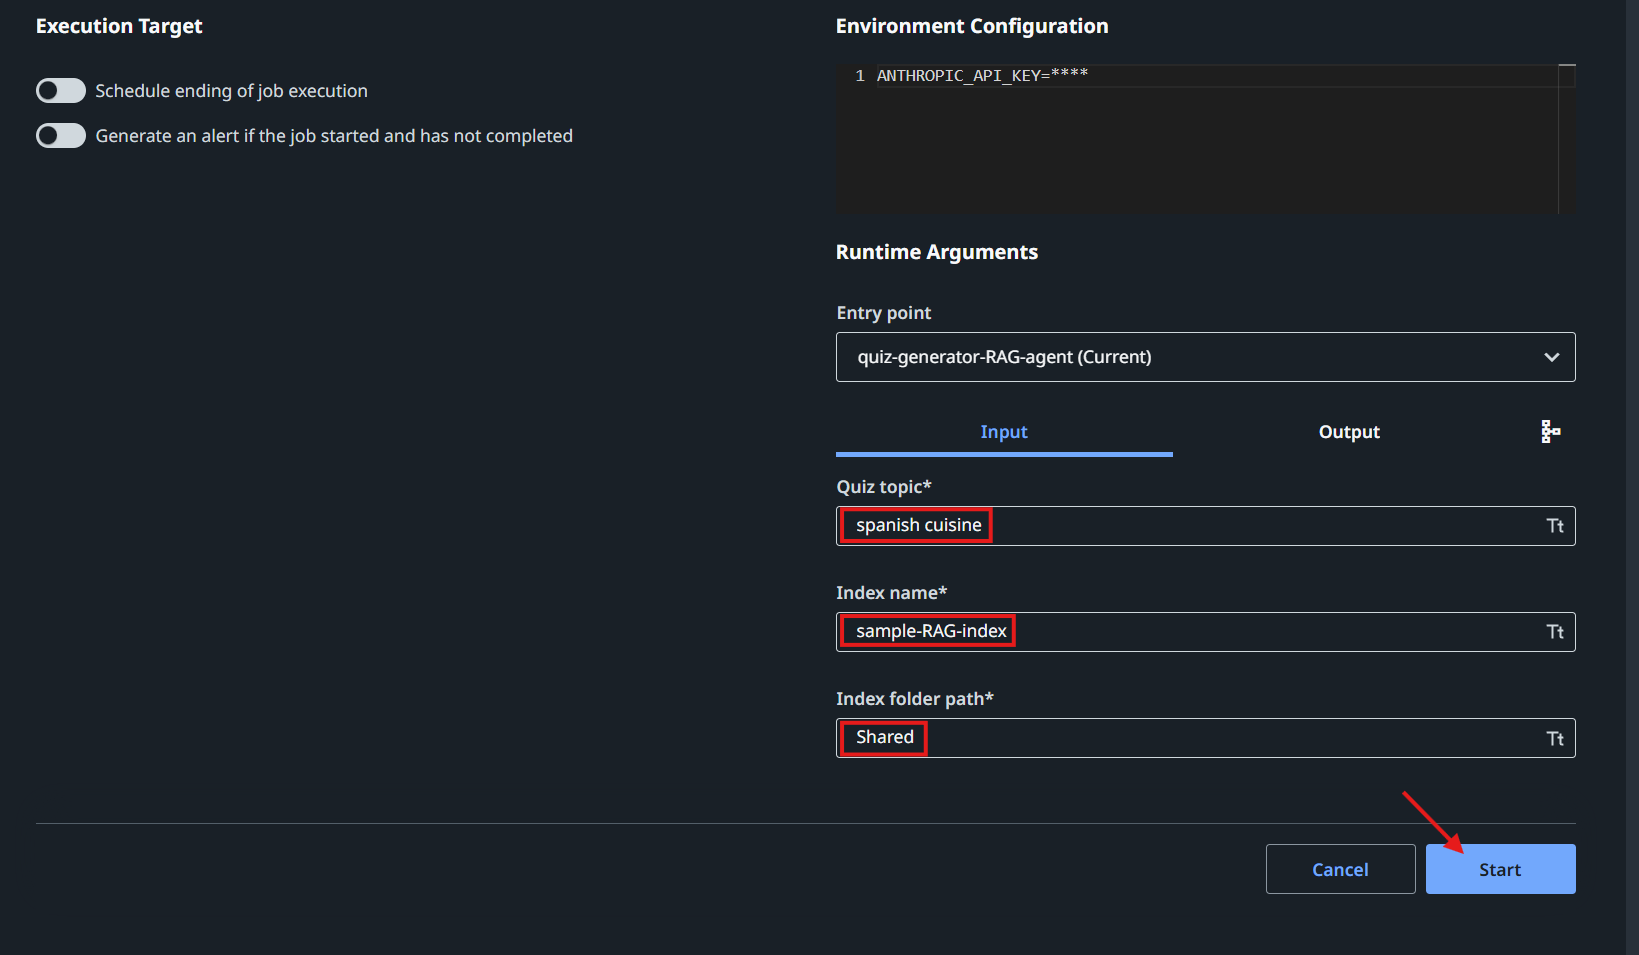 Execution Target
Schedule ending of job execution
Generate an alert if the job started and has not completed
Environment Configuration
1 ANTHROPIC_API_KEY=****
Runtime Arguments
Entry point
quiz-generator-RAG-agent (Current)
Input Output
Quiz topic*
spanish cuisine Tt
Index name*
sample-RAG-index Tt
Index folder path*
Shared Tt
Cancel Start